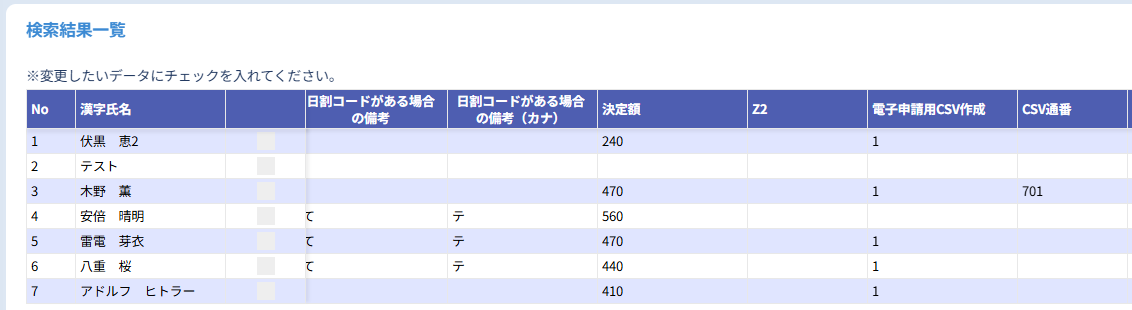 検索結果一覧
※変更したいデータにチェックを入れてください。
No 漢字氏名 日割コードがある場合の備考 日割コードがある場合の備考（カナ） 決定額 Z2 電子申請用CSV作成 CSV通番
1 伏黒　恵2 240 1
2 テスト
3 木野　薫 470 1 701
4 安倍　晴明 て テ 560
5 雷電　芽衣 て テ 470 1
6 八重　桜 て テ 440 1
7 アドルフ　ヒトラー 410 1